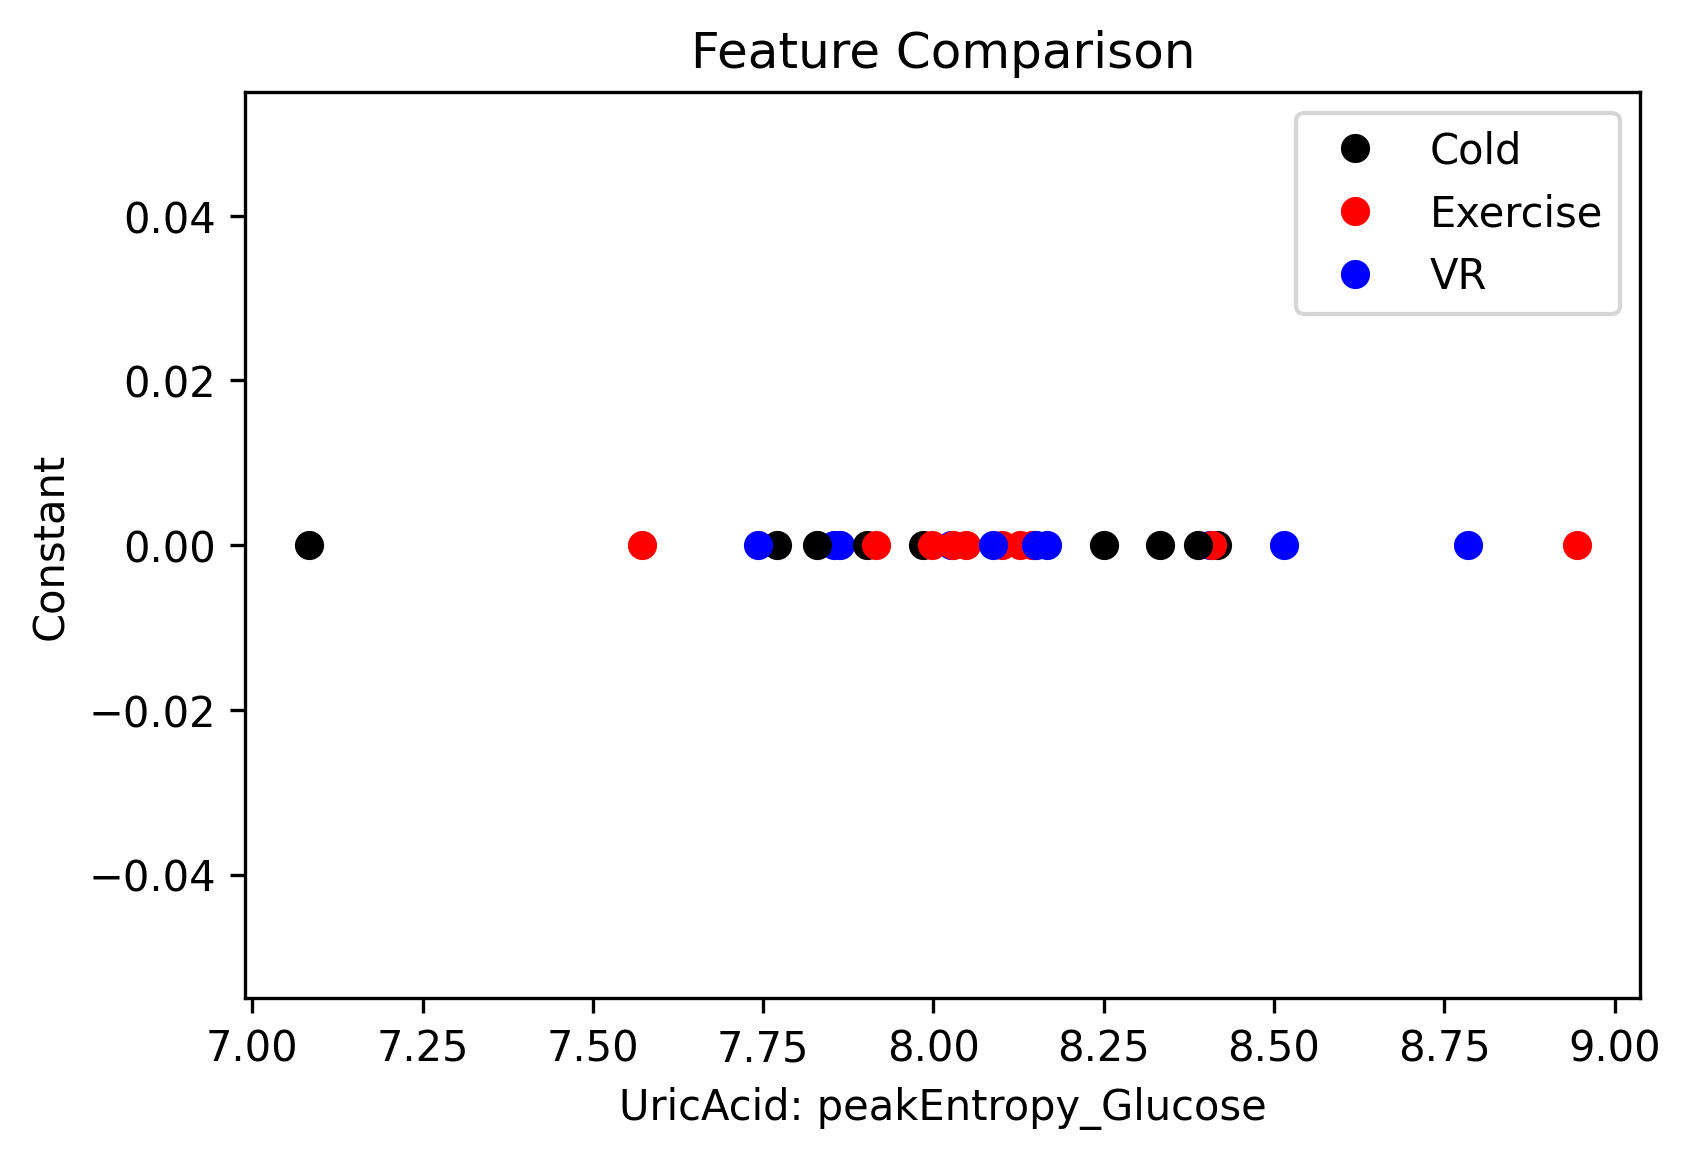 Feature Comparison
Cold
Exercise
VR
0.04
0.02
0.00
−0.02
−0.04
Constant
7.00 7.25 7.50 7.75 8.00 8.25 8.50 8.75 9.00
UricAcid: peakEntropy_Glucose